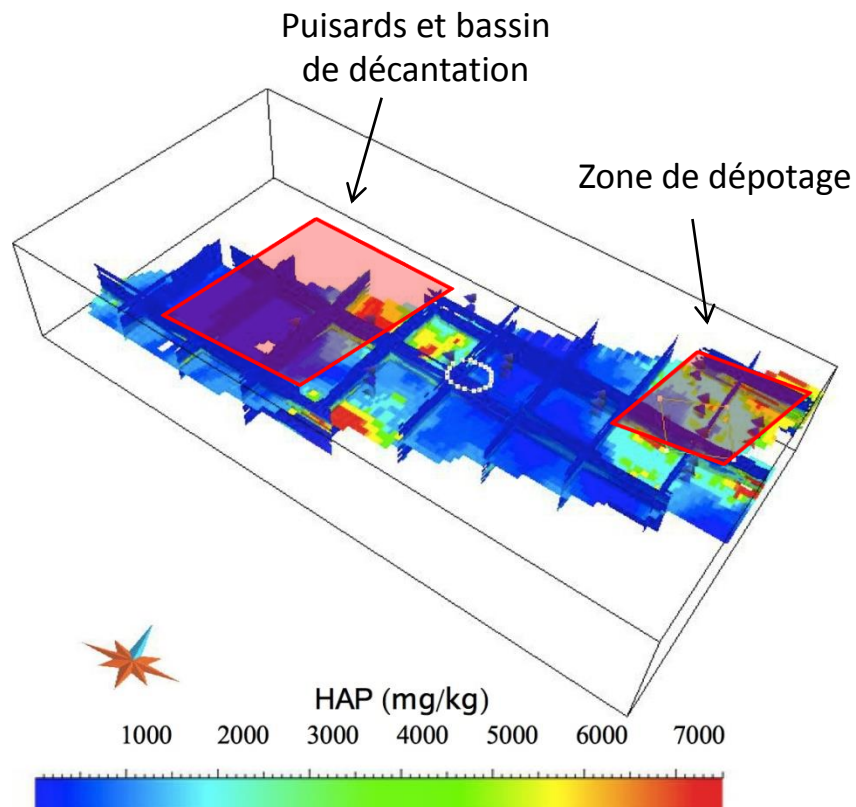 Puisards et bassin
de décantation
Zone de dépotage
HAP (mg/kg)
1000 2000 3000 4000 5000 6000 7000